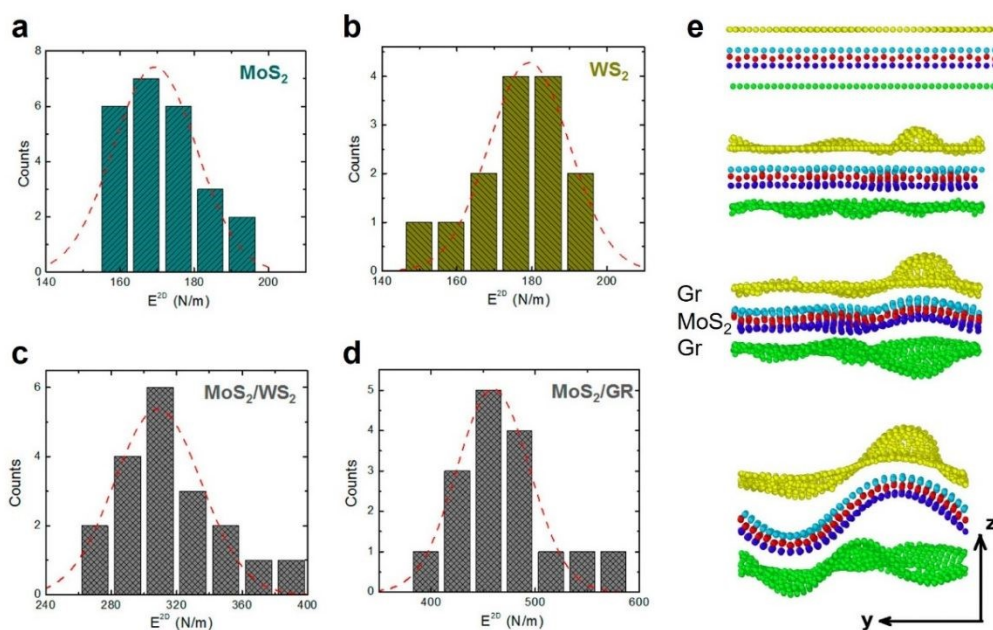 a
MoS₂
Counts
8
6
4
2
0
140 160 180 200
E²ᴰ (N/m)
b
WS₂
Counts
4
3
2
1
0
140 160 180 200
E²ᴰ (N/m)
c
MoS₂/WS₂
Counts
6
4
2
0
240 280 320 360 400
E²ᴰ (N/m)
d
MoS₂/GR
Counts
5
4
3
2
1
0
400 500 600
E²ᴰ (N/m)
e
Gr
MoS₂
Gr
z
y